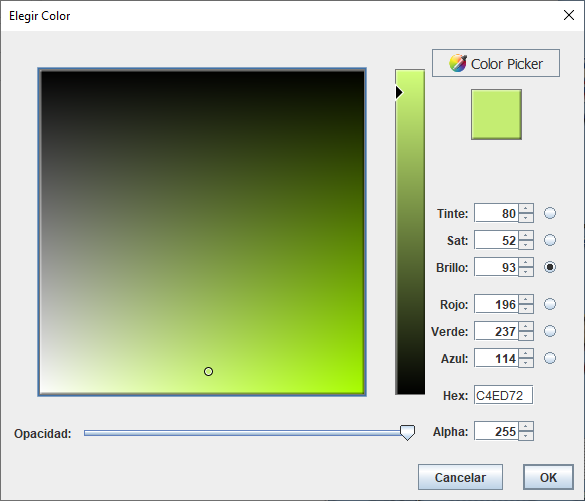 Elegir Color
Color Picker
Tinte: 80
Sat: 52
Brillo: 93
Rojo: 196
Verde: 237
Azul: 114
Hex: C4ED72
Opacidad:
Alpha: 255
Cancelar
OK